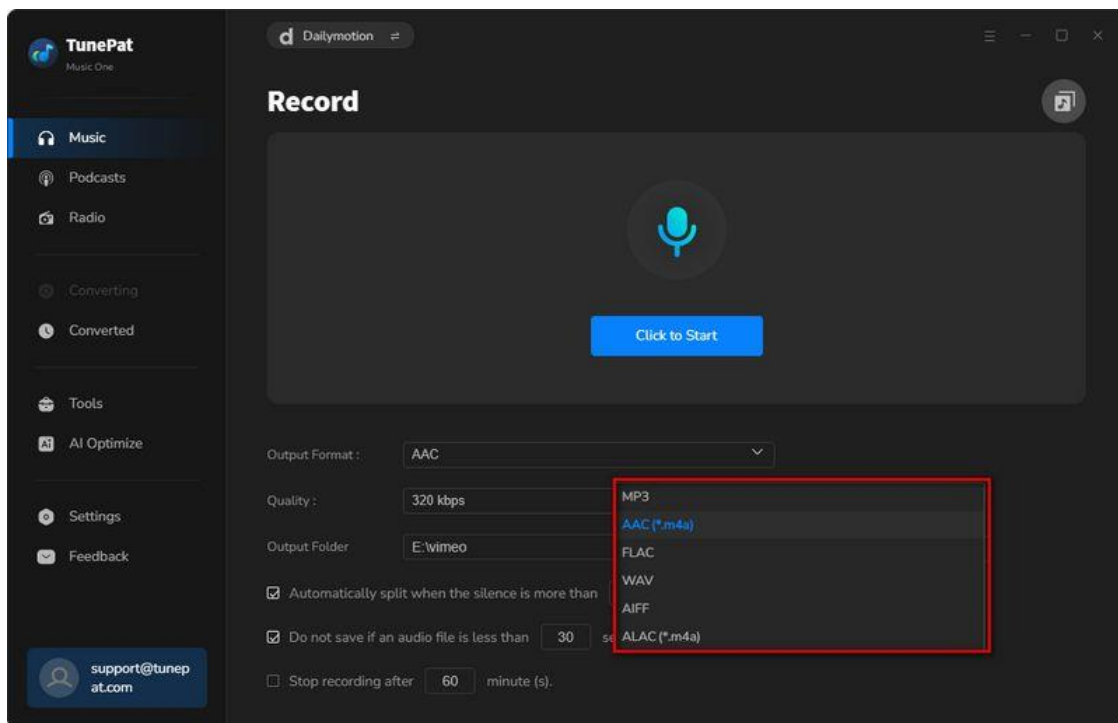 TunePat
Music One
Dailymotion
Record
Music
Podcasts
Radio
Converting
Converted
Tools
AI Optimize
Settings
Feedback
support@tunep
at.com
Click to Start
Output Format : AAC
Quality : 320 kbps
Output Folder E:\vimeo
Automatically split when the silence is more than
Do not save if an audio file is less than 30 se
Stop recording after 60 minute (s).
MP3
AAC (*.m4a)
FLAC
WAV
AIFF
ALAC (*.m4a)